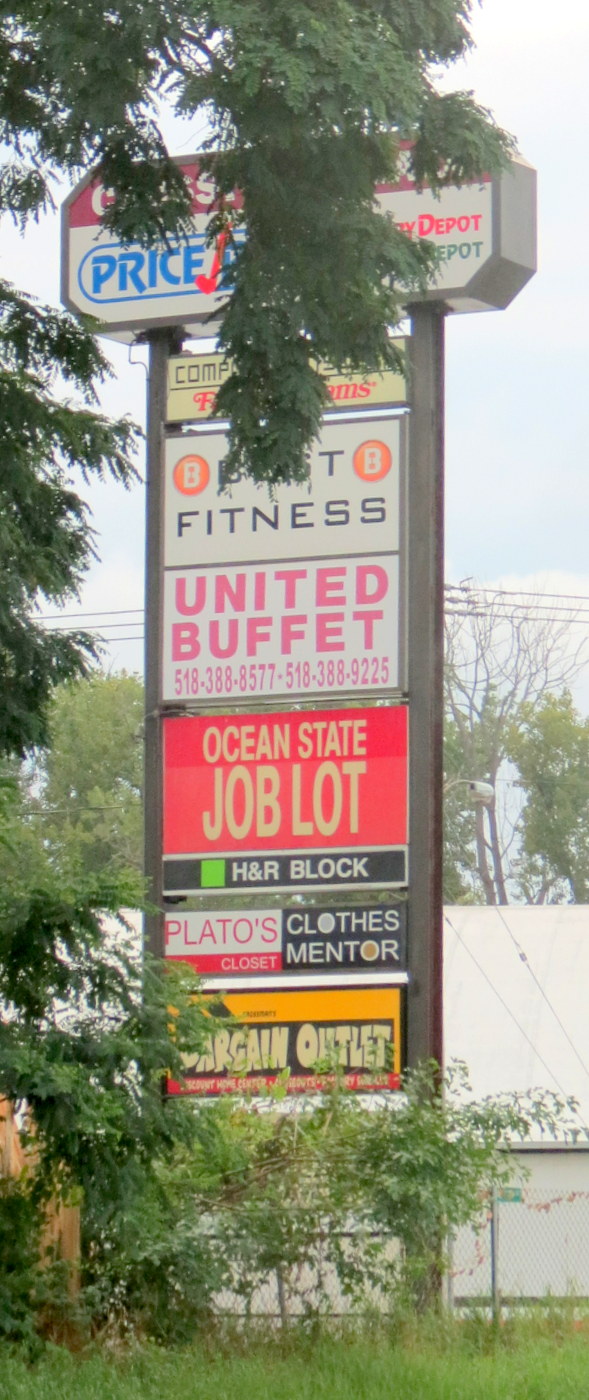 PRICE
DEPOT
DEPOT
B B
FITNESS
UNITED
BUFFET
518-388-8577-518-388-9225
OCEAN STATE
JOB LOT
H&R BLOCK
PLATO'S
CLOSET
CLOTHES
MENTOR
BARGAIN OUTLET